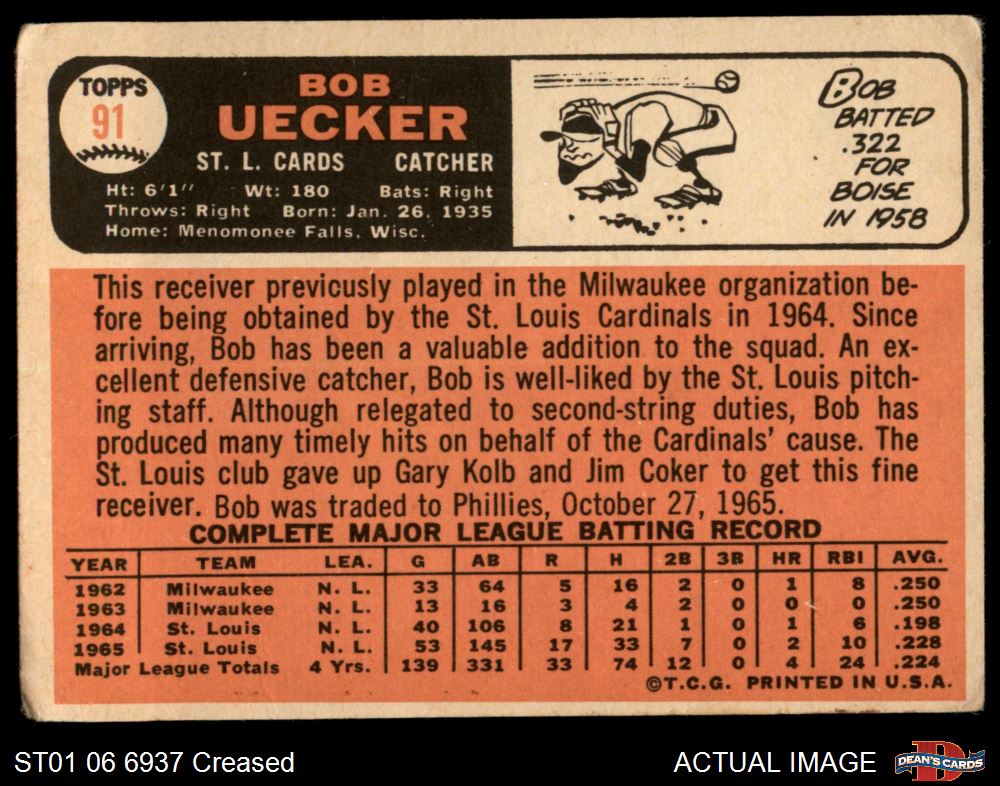 TOPPS
91
BOB
UECKER
ST. L. CARDS CATCHER
Ht: 6'1" Wt: 180 Bats: Right
Throws: Right Born: Jan. 26, 1935
Home: Menomonee Falls, Wisc.
BOB
BATTED
.322
FOR
BOISE
IN 1958
This receiver previously played in the Milwaukee organization be-
fore being obtained by the St. Louis Cardinals in 1964. Since
arriving, Bob has been a valuable addition to the squad. An ex-
cellent defensive catcher, Bob is well-liked by the St. Louis pitch-
ing staff. Although relegated to second-string duties, Bob has
produced many timely hits on behalf of the Cardinals' cause. The
St. Louis club gave up Gary Kolb and Jim Coker to get this fine
receiver. Bob was traded to Phillies, October 27, 1965.
COMPLETE MAJOR LEAGUE BATTING RECORD
YEAR TEAM LEA. G AB R H 2B 3B HR RBI AVG.
1962 Milwaukee N. L. 33 64 5 16 2 0 1 8 .250
1963 Milwaukee N. L. 13 16 3 4 2 0 0 0 .250
1964 St. Louis N. L. 40 106 8 21 1 0 1 6 .198
1965 St. Louis N. L. 53 145 17 33 7 0 2 10 .228
Major League Totals 4 Yrs. 139 331 33 74 12 0 4 24 .224
©T.C.G. PRINTED IN U.S.A.
ST01 06 6937 Creased
ACTUAL IMAGE
D
DEAN'S CARDS